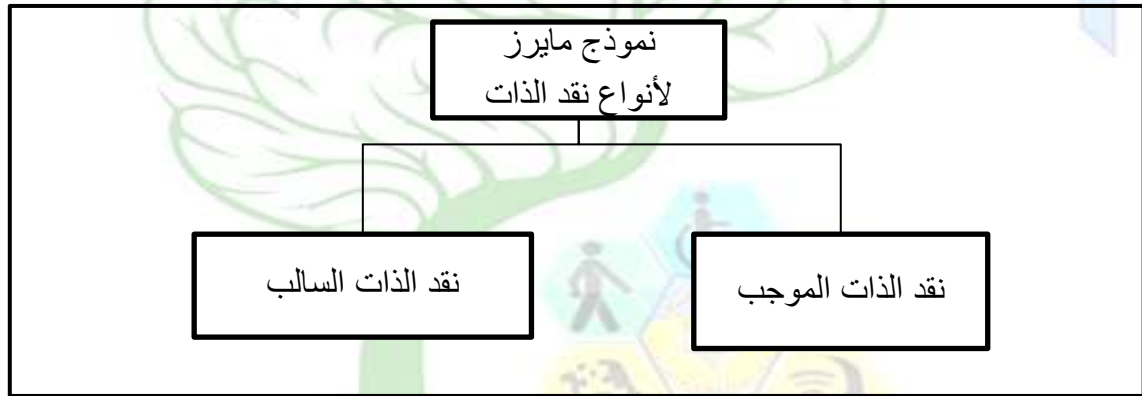 نموذج مايرز
لأنواع نقد الذات
نقد الذات الموجب
نقد الذات السالب